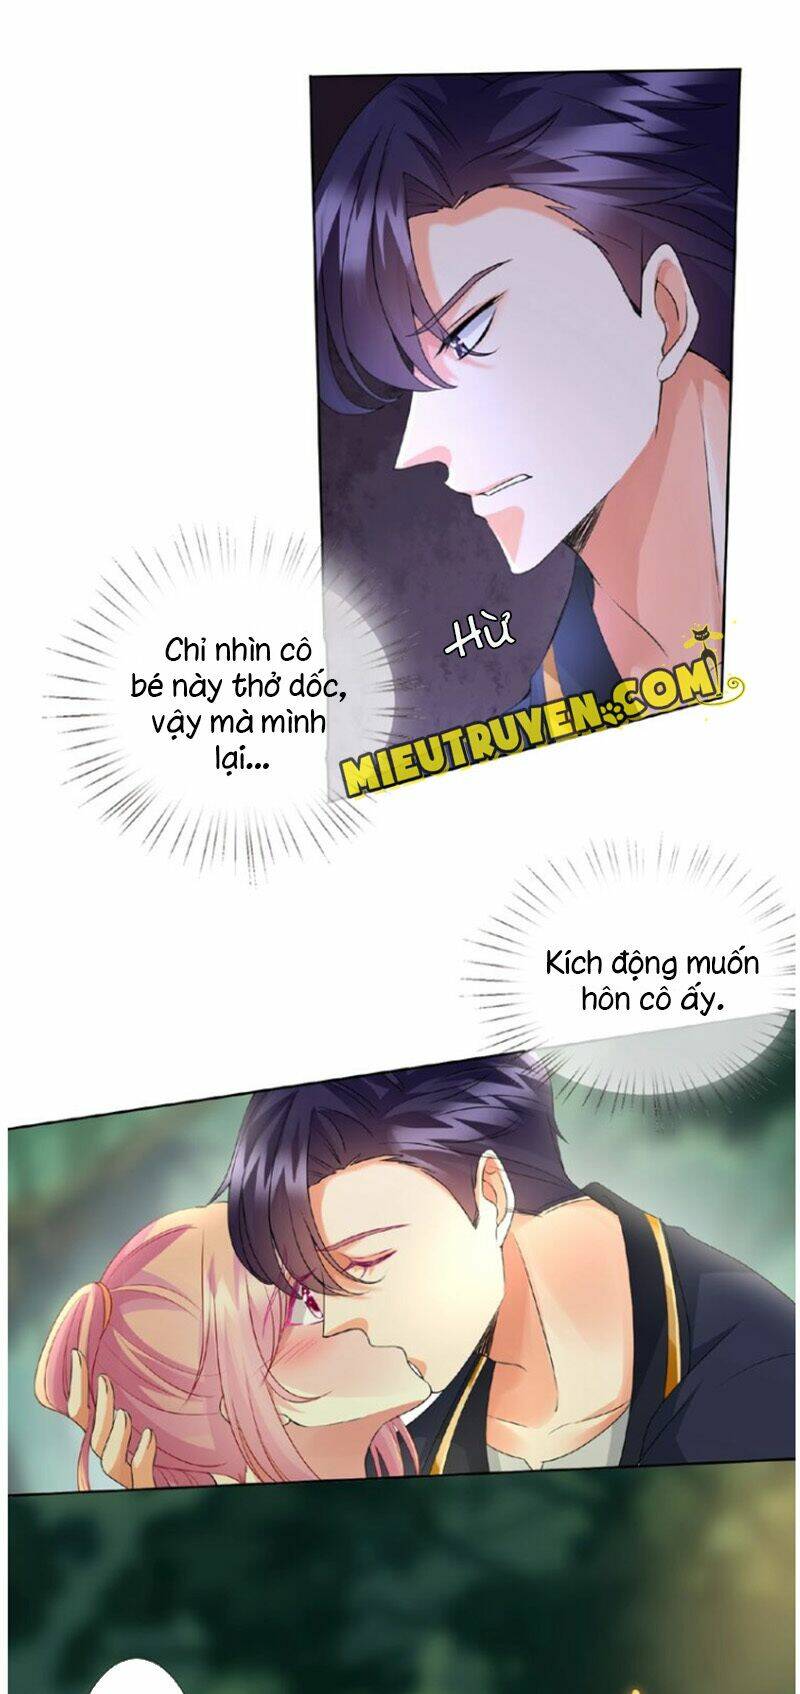 Hừ
Chỉ nhìn cô
bé này thở dốc,
vậy mà mình
lại...
MIEUTRUYEN.COM
Kích động muốn
hôn cô ấy.